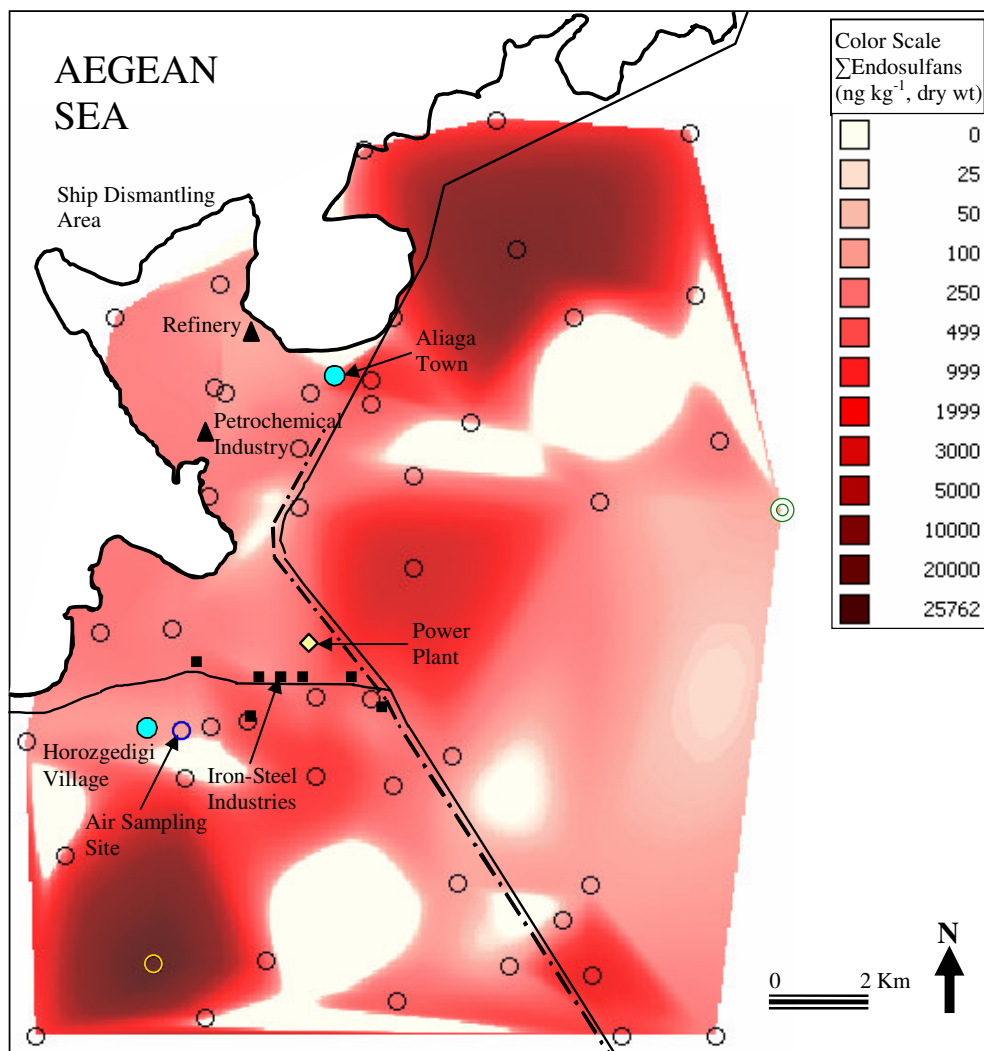 AEGEAN
SEA
Color Scale
∑Endosulfans
(ng kg-1, dry wt)
0
25
50
100
250
499
999
1999
3000
5000
10000
20000
25762
Ship Dismantling
Area
Refinery
Aliaga
Town
Petrochemical
Industry
Power
Plant
Horozgedigi
Village
Iron-Steel
Industries
Air Sampling
Site
N
0 2 Km